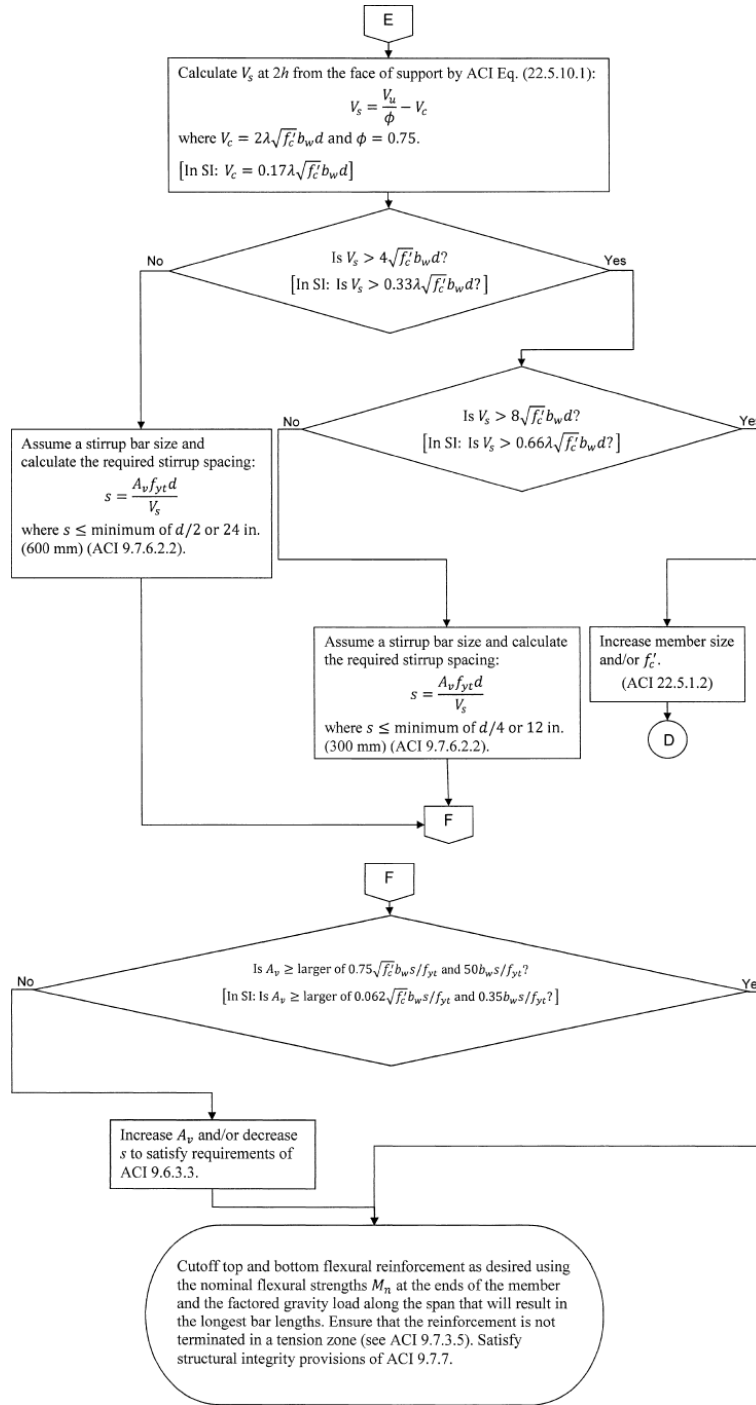 E
Calculate V_s at 2h from the face of support by ACI Eq. (22.5.10.1):
V_s = V_u/ϕ − V_c
where V_c = 2λ√f_c′ b_w d and ϕ = 0.75.
[In SI: V_c = 0.17λ√f_c′ b_w d]
Is V_s > 4√f_c′ b_w d?
[In SI: Is V_s > 0.33λ√f_c′ b_w d?]
No
Yes
Is V_s > 8√f_c′ b_w d?
[In SI: Is V_s > 0.66λ√f_c′ b_w d?]
No
Yes
Assume a stirrup bar size and
calculate the required stirrup spacing:
s = A_v f_yt d / V_s
where s ≤ minimum of d/2 or 24 in.
(600 mm) (ACI 9.7.6.2.2).
Assume a stirrup bar size and calculate
the required stirrup spacing:
s = A_v f_yt d / V_s
where s ≤ minimum of d/4 or 12 in.
(300 mm) (ACI 9.7.6.2.2).
Increase member size
and/or f_c′.
(ACI 22.5.1.2)
D
F
F
Is A_v ≥ larger of 0.75√f_c′ b_w s/f_yt and 50b_w s/f_yt?
[In SI: Is A_v ≥ larger of 0.062√f_c′ b_w s/f_yt and 0.35b_w s/f_yt?]
No
Ye
Increase A_v and/or decrease
s to satisfy requirements of
ACI 9.6.3.3.
Cutoff top and bottom flexural reinforcement as desired using
the nominal flexural strengths M_n at the ends of the member
and the factored gravity load along the span that will result in
the longest bar lengths. Ensure that the reinforcement is not
terminated in a tension zone (see ACI 9.7.3.5). Satisfy
structural integrity provisions of ACI 9.7.7.